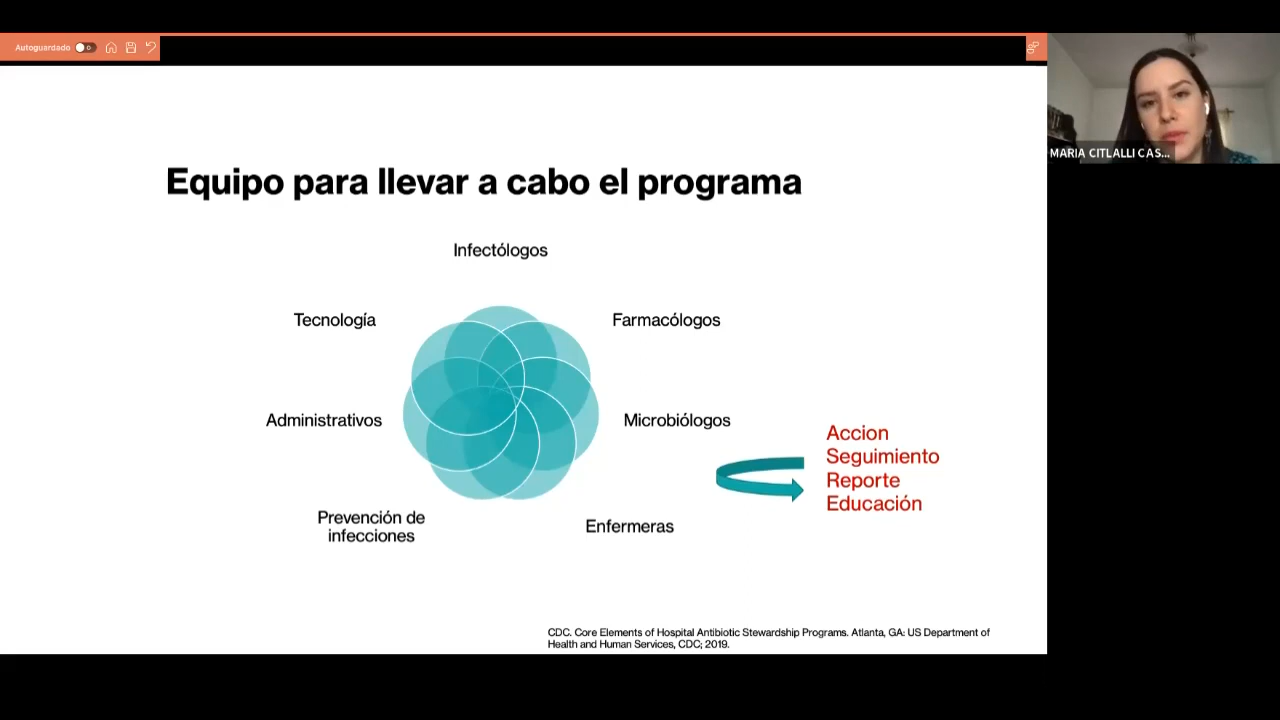 Autoguardado
MARIA CITLALLI CAS...
Equipo para llevar a cabo el programa
Infectólogos
Tecnología
Farmacólogos
Administrativos
Microbiólogos
Accion
Seguimiento
Reporte
Educación
Prevención de
infecciones
Enfermeras
CDC. Core Elements of Hospital Antibiotic Stewardship Programs. Atlanta, GA: US Department of
Health and Human Services, CDC; 2019.